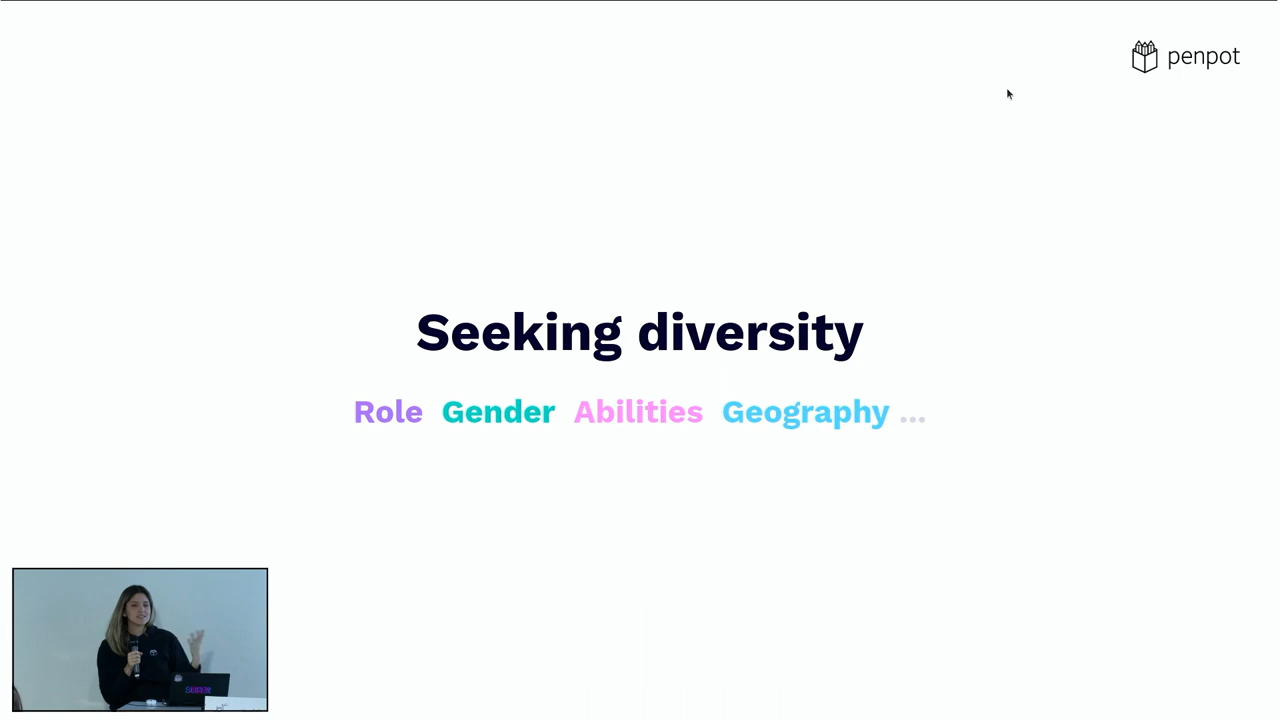 penpot
Seeking diversity
Role Gender Abilities Geography ...